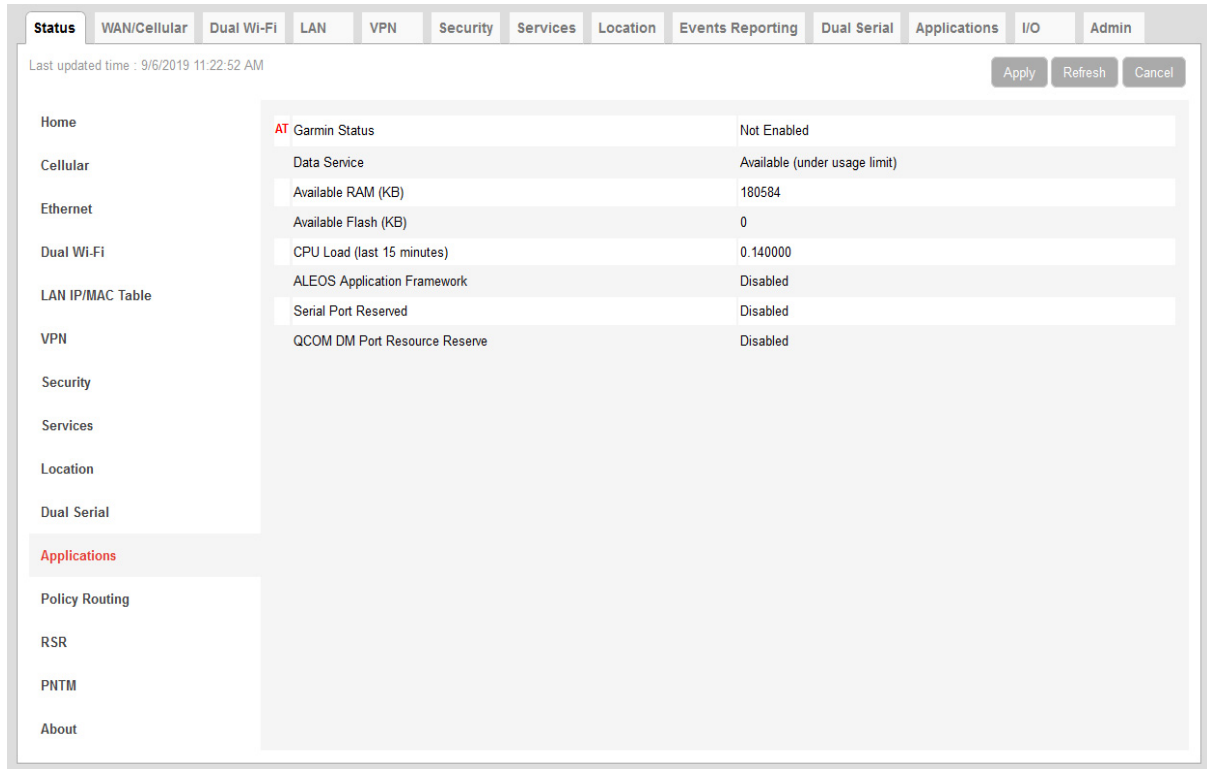 Status WAN/Cellular Dual Wi-Fi LAN VPN Security Services Location Events Reporting Dual Serial Applications I/O Admin
Last updated time : 9/6/2019 11:22:52 AM
Apply Refresh Cancel
Home
Cellular
Ethernet
Dual Wi-Fi
LAN IP/MAC Table
VPN
Security
Services
Location
Dual Serial
Applications
Policy Routing
RSR
PNTM
About
AT Garmin Status Not Enabled
Data Service Available (under usage limit)
Available RAM (KB) 180584
Available Flash (KB) 0
CPU Load (last 15 minutes) 0.140000
ALEOS Application Framework Disabled
Serial Port Reserved Disabled
QCOM DM Port Resource Reserve Disabled